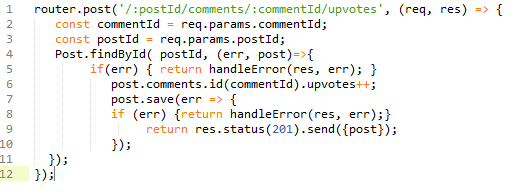 1 router.post('/:postId/comments/:commentId/upvotes', (req, res) => {
2 const commentId = req.params.commentId;
3 const postId = req.params.postId;
4 Post.findById( postId, (err, post)=>{
5 if(err) { return handleError(res, err); }
6 post.comments.id(commentId).upvotes++;
7 post.save(err => {
8 if (err) {return handleError(res, err);}
9 return res.status(201).send({post});
10 });
11 });
12 });